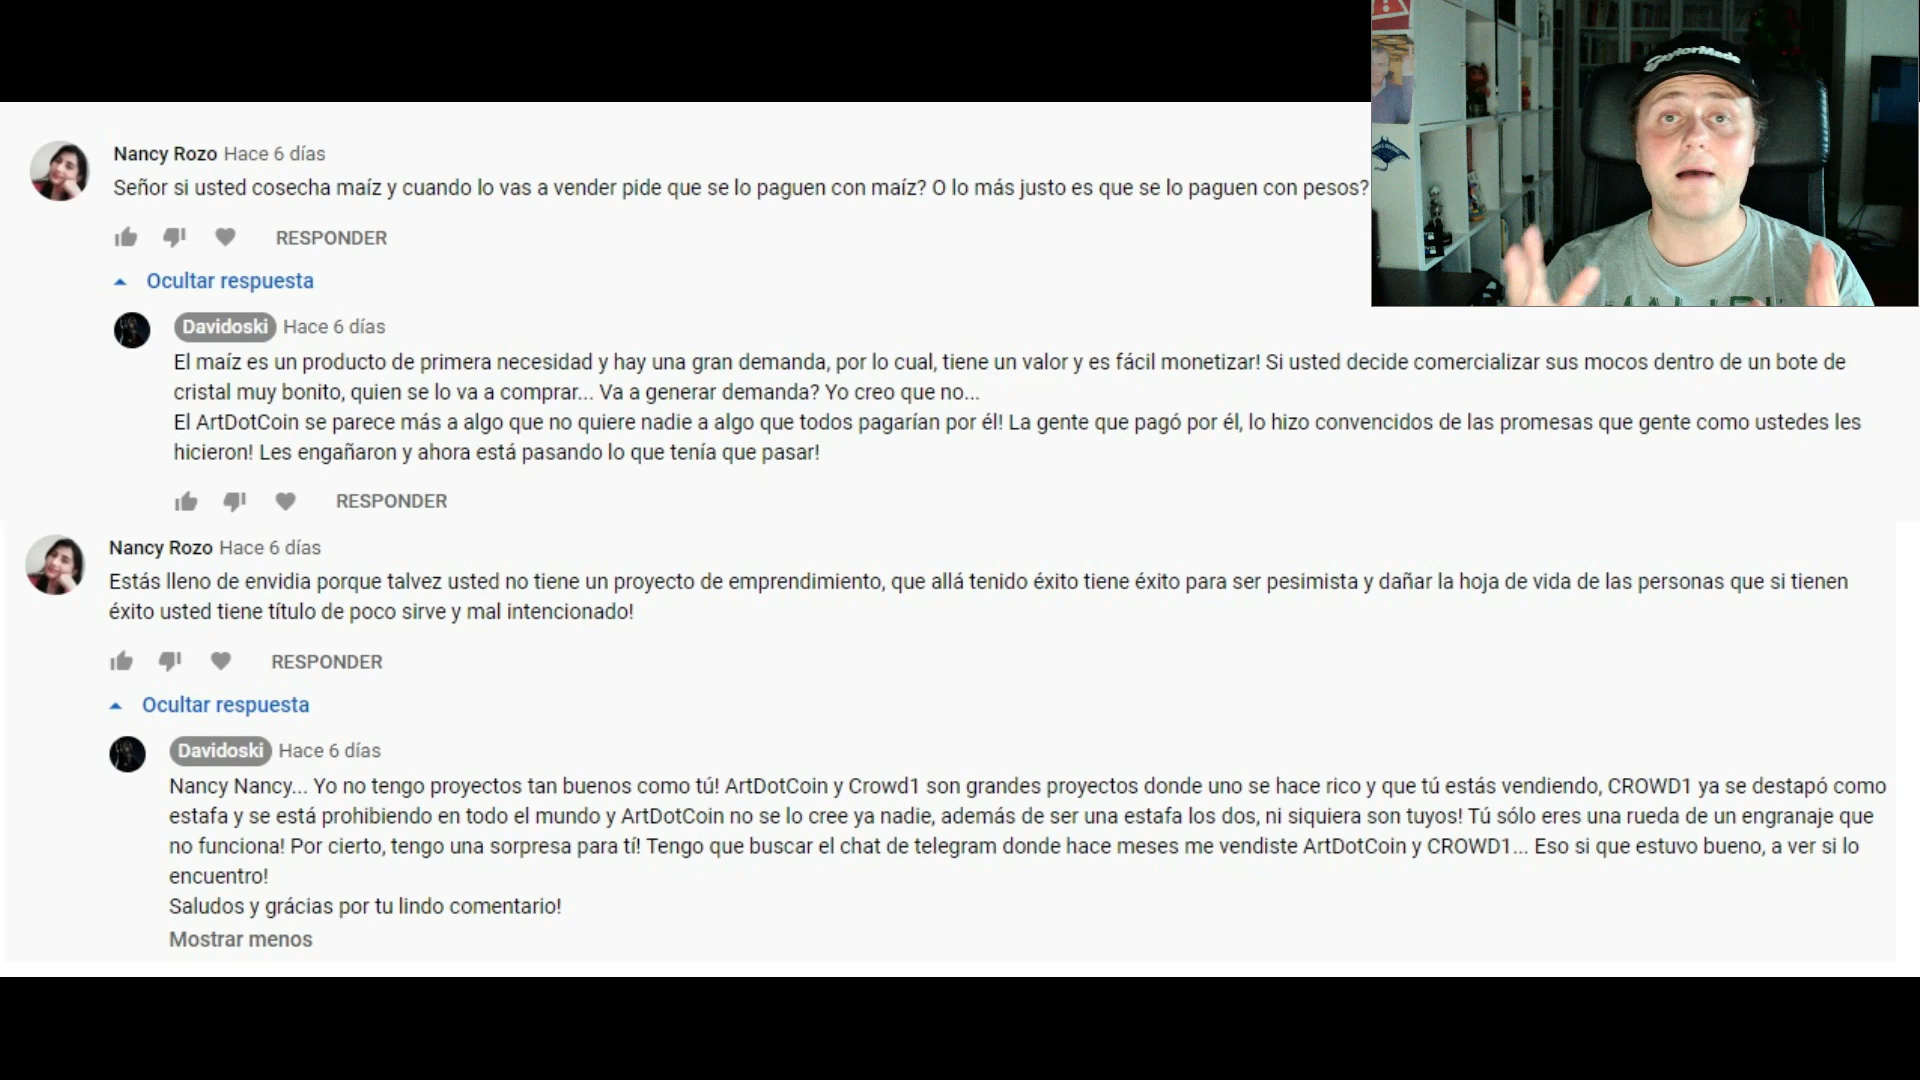 TaylorMade
Nancy Rozo Hace 6 días
Señor si usted cosecha maíz y cuando lo vas a vender pide que se lo paguen con maíz? O lo más justo es que se lo paguen con pesos?
RESPONDER
Ocultar respuesta
Davidoski Hace 6 días
El maíz es un producto de primera necesidad y hay una gran demanda, por lo cual, tiene un valor y es fácil monetizar! Si usted decide comercializar sus mocos dentro de un bote de
cristal muy bonito, quien se lo va a comprar... Va a generar demanda? Yo creo que no...
El ArtDotCoin se parece más a algo que no quiere nadie a algo que todos pagarían por él! La gente que pagó por él, lo hizo convencidos de las promesas que gente como ustedes les
hicieron! Les engañaron y ahora está pasando lo que tenía que pasar!
RESPONDER
Nancy Rozo Hace 6 días
Estás lleno de envidia porque talvez usted no tiene un proyecto de emprendimiento, que allá tenido éxito tiene éxito para ser pesimista y dañar la hoja de vida de las personas que si tienen
éxito usted tiene título de poco sirve y mal intencionado!
RESPONDER
Ocultar respuesta
Davidoski Hace 6 días
Nancy Nancy... Yo no tengo proyectos tan buenos como tú! ArtDotCoin y Crowd1 son grandes proyectos donde uno se hace rico y que tú estás vendiendo, CROWD1 ya se destapó como
estafa y se está prohibiendo en todo el mundo y ArtDotCoin no se lo cree ya nadie, además de ser una estafa los dos, ni siquiera son tuyos! Tú sólo eres una rueda de un engranaje que
no funciona! Por cierto, tengo una sorpresa para tí! Tengo que buscar el chat de telegram donde hace meses me vendiste ArtDotCoin y CROWD1... Eso si que estuvo bueno, a ver si lo
encuentro!
Saludos y grácias por tu lindo comentario!
Mostrar menos